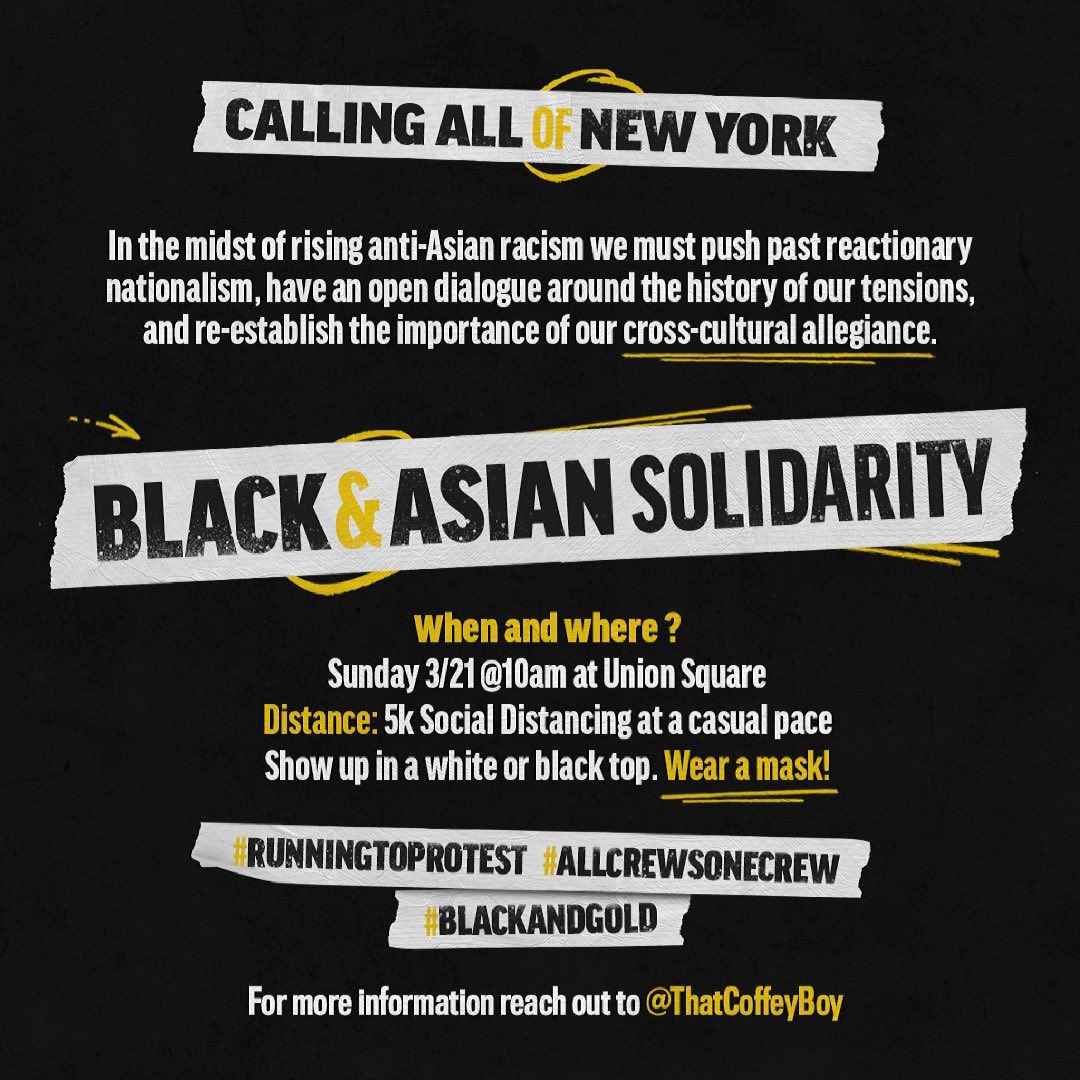 CALLING ALL OF NEW YORK
In the midst of rising anti-Asian racism we must push past reactionary
nationalism, have an open dialogue around the history of our tensions,
and re-establish the importance of our cross-cultural allegiance.
BLACK & ASIAN SOLIDARITY
When and where ?
Sunday 3/21 @10am at Union Square
Distance: 5k Social Distancing at a casual pace
Show up in a white or black top. Wear a mask!
#RUNNINGTOPROTEST #ALLCREWSONECREW
#BLACKANDGOLD
For more information reach out to @ThatCoffeyBoy